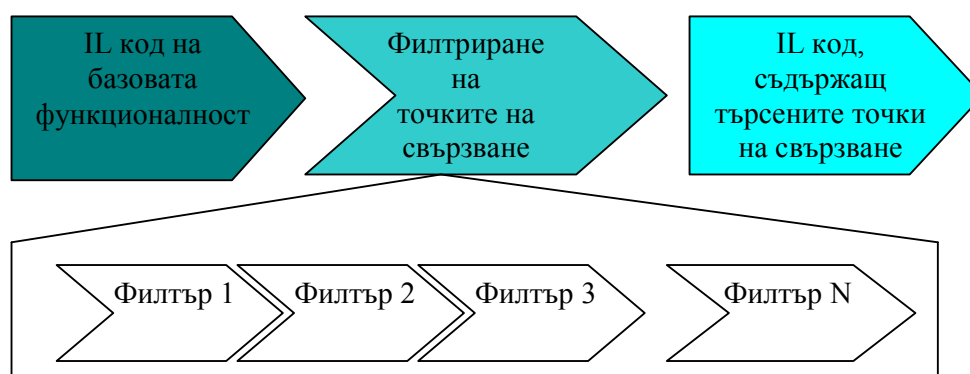 IL код на
базовата
функционалност
Филтриране
на
точките на
свързване
IL код,
съдържащ
търсените точки
на свързване
Филтър 1
Филтър 2
Филтър 3
Филтър N